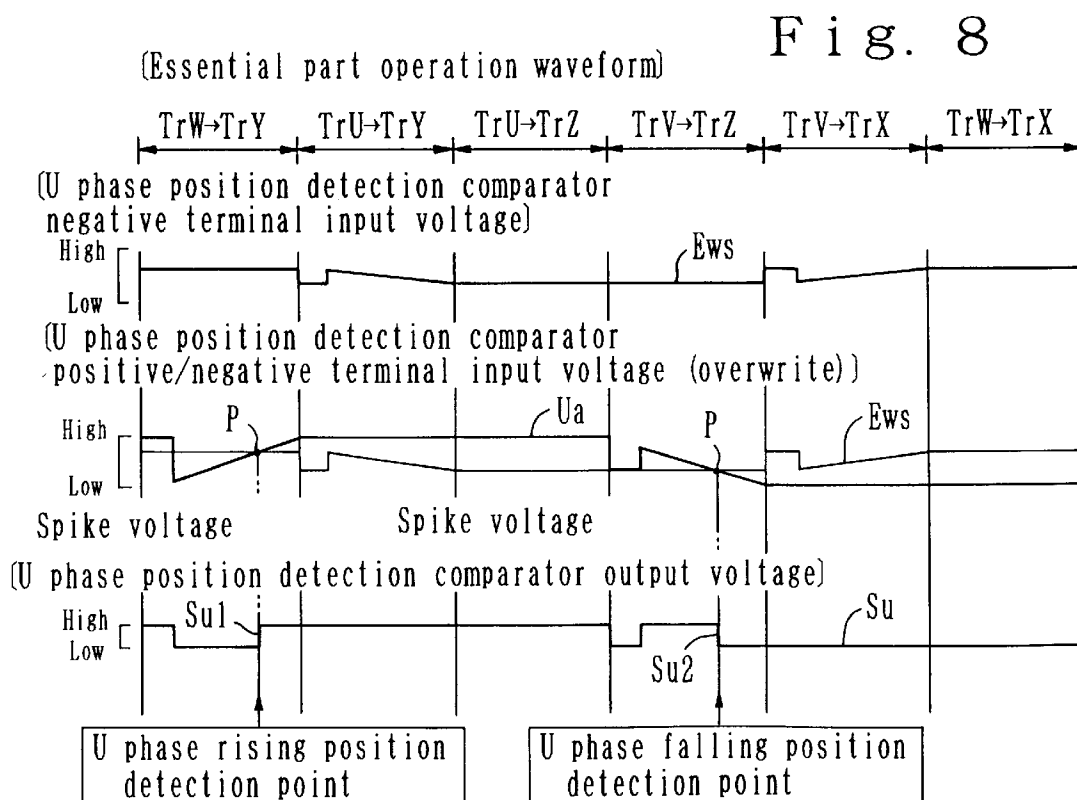 Fig. 8
(Essential part operation waveform)
TrW→TrY TrU→TrY TrU→TrZ TrV→TrZ TrV→TrX TrW→TrX
(U phase position detection comparator
negative terminal input voltage)
High
Ews
Low
(U phase position detection comparator
positive/negative terminal input voltage (overwrite))
High P Ua P Ews
Low
Spike voltage Spike voltage
(U phase position detection comparator output voltage)
High Su1 Su
Low Su2
U phase rising position U phase falling position
detection point detection point